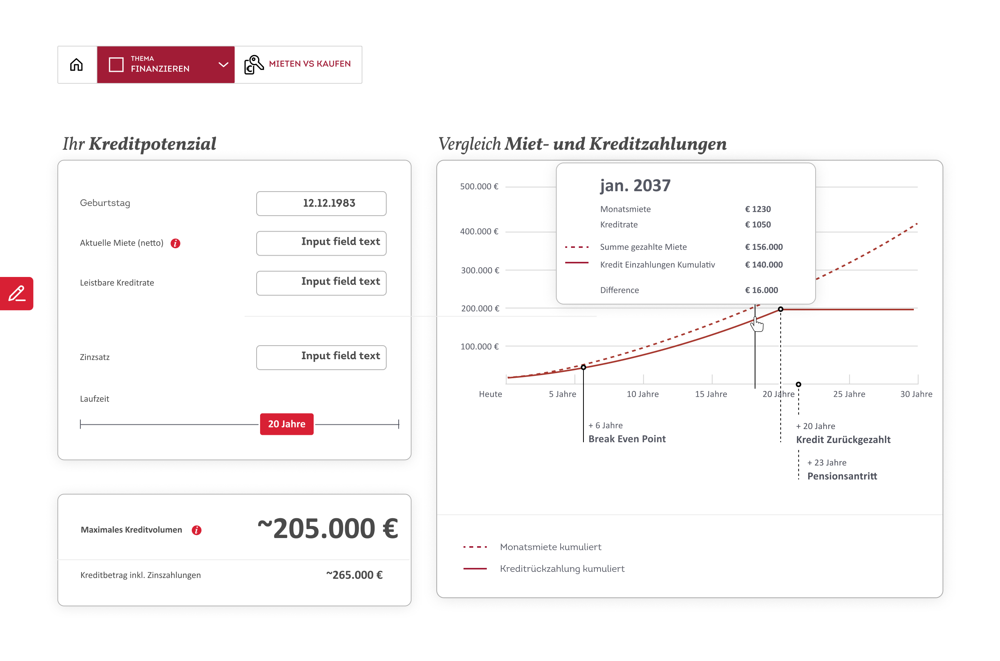 THEMA
FINANZIEREN
MIETEN VS KAUFEN
Ihr Kreditpotenzial
Geburtstag
12.12.1983
Aktuelle Miete (netto) i
Input field text
Leistbare Kreditrate
Input field text
Zinzsatz
Input field text
Laufzeit
20 Jahre
Maximales Kreditvolumen i
~205.000 €
Kreditbetrag inkl. Zinszahlungen
~265.000 €
Vergleich Miet- und Kreditzahlungen
500.000 €
400.000 €
300.000 €
200.000 €
100.000 €
jan. 2037
Monatsmiete € 1230
Kreditrate € 1050
Summe gezahlte Miete € 156.000
Kredit Einzahlungen Kumulativ € 140.000
Difference € 16.000
Heute 5 Jahre 10 Jahre 15 Jahre 20 Jahre 25 Jahre 30 Jahre
+ 6 Jahre
Break Even Point
+ 20 Jahre
Kredit Zurückgezahlt
+ 23 Jahre
Pensionsantritt
Monatsmiete kumuliert
Kreditrückzahlung kumuliert